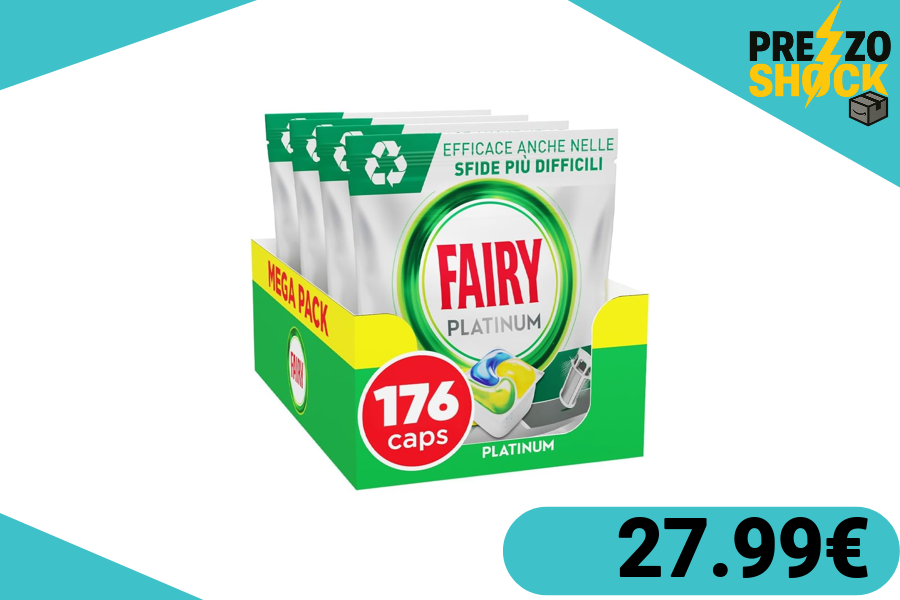 PREZZO
SHOCK
EFFICACE ANCHE NELLE
SFIDE PIÙ DIFFICILI
FAIRY
PLATINUM
MEGA PACK
FAIRY
176
caps
PLATINUM
27.99€